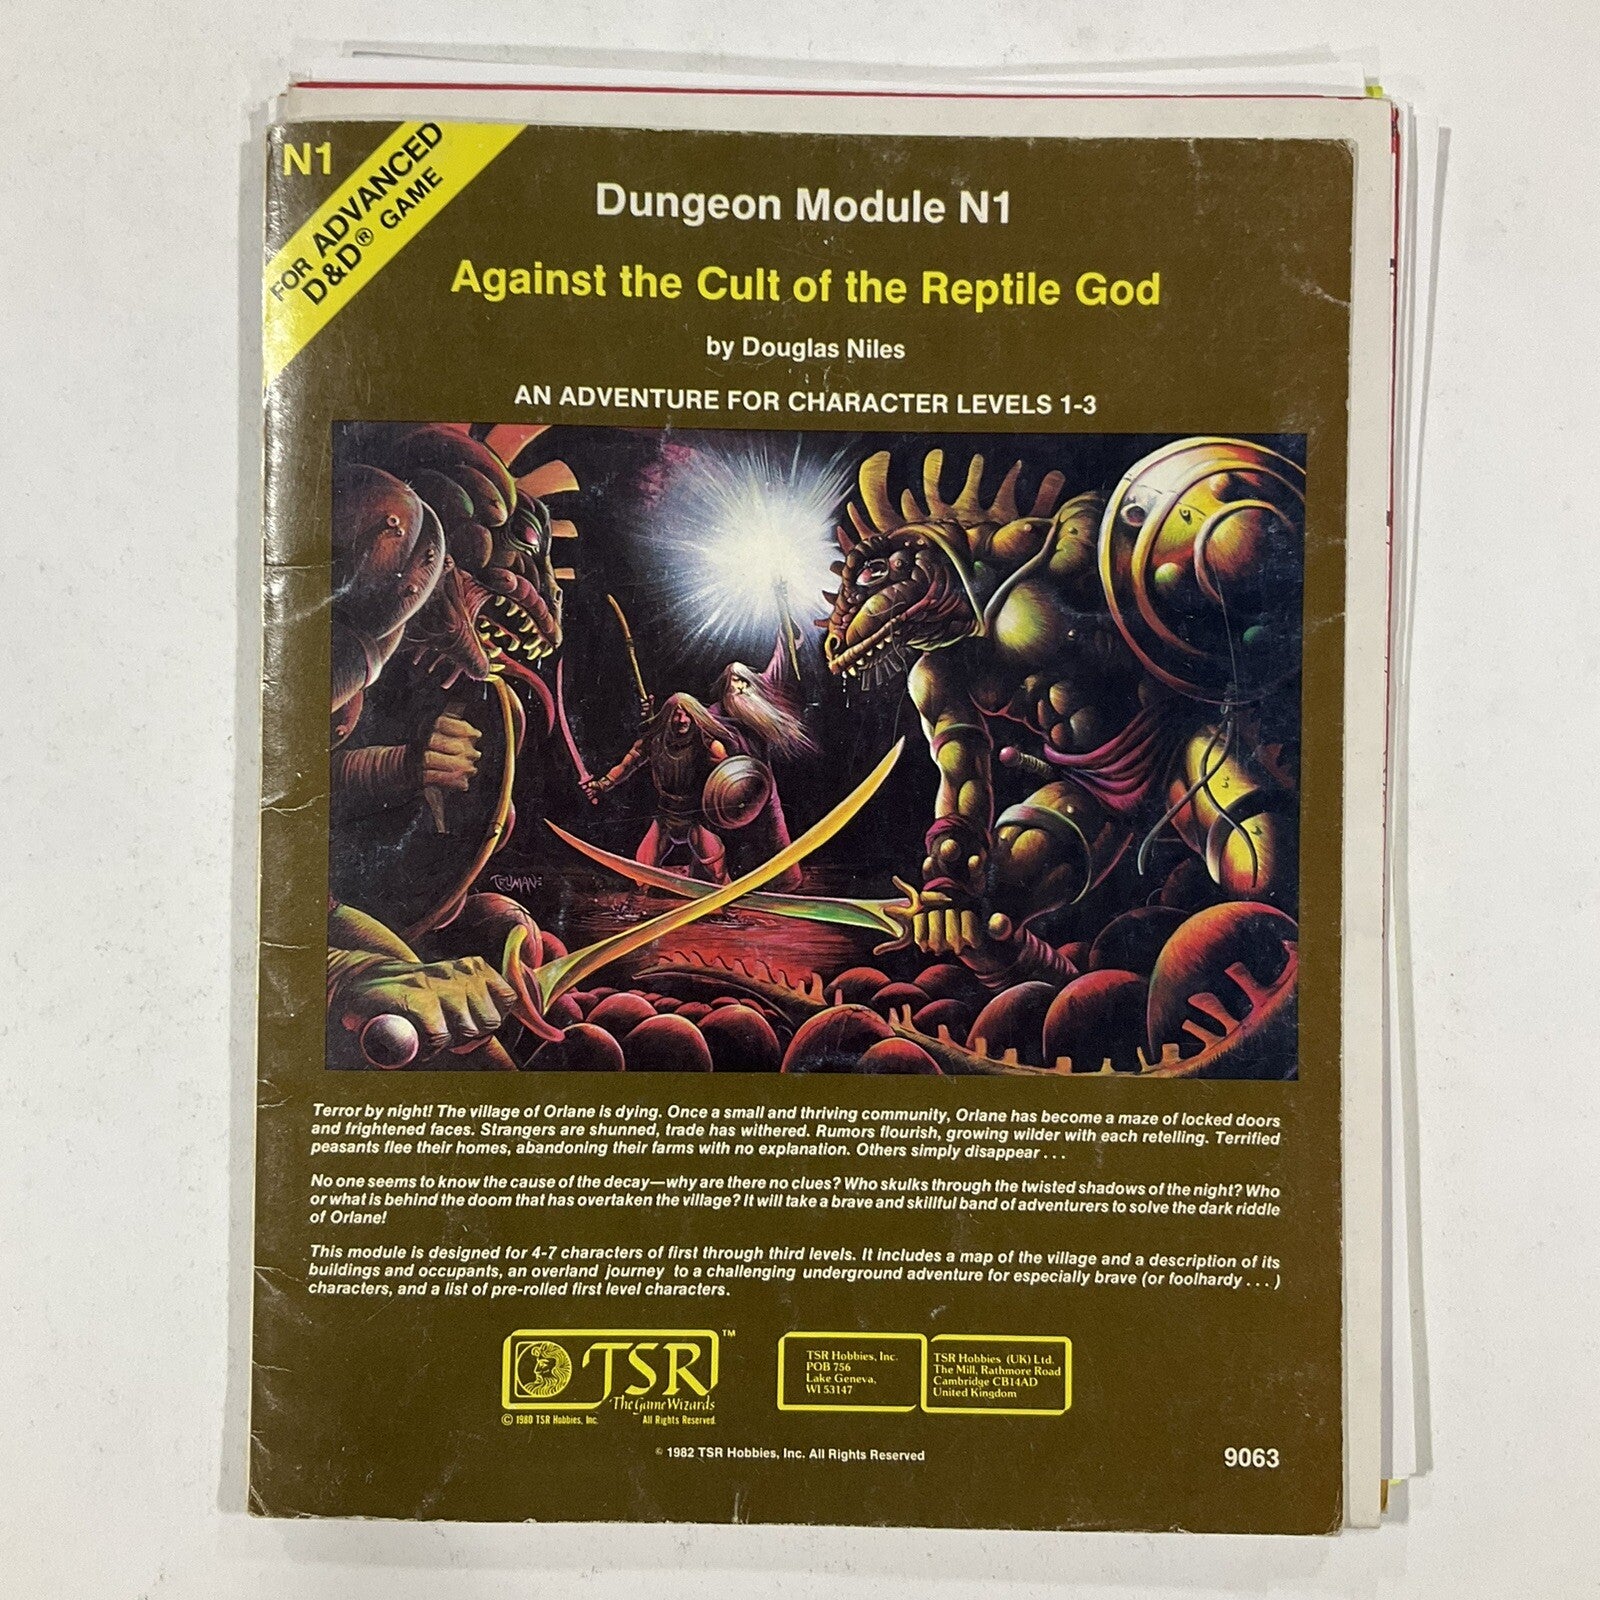 N1
FOR ADVANCED
D&D® GAME
Dungeon Module N1
Against the Cult of the Reptile God
by Douglas Niles
AN ADVENTURE FOR CHARACTER LEVELS 1-3
Terror by night! The village of Orlane is dying. Once a small and thriving community, Orlane has become a maze of locked doors
and frightened faces. Strangers are shunned, trade has withered. Rumors flourish, growing wilder with each retelling. Terrified
peasants flee their homes, abandoning their farms with no explanation. Others simply disappear . . .
No one seems to know the cause of the decay—why are there no clues? Who skulks through the twisted shadows of the night? Who
or what is behind the doom that has overtaken the village? It will take a brave and skillful band of adventurers to solve the dark riddle
of Orlane!
This module is designed for 4-7 characters of first through third levels. It includes a map of the village and a description of its
buildings and occupants, an overland journey to a challenging underground adventure for especially brave (or foolhardy . . . )
characters, and a list of pre-rolled first level characters.
TSR™
The Game Wizards
© 1980 TSR Hobbies, Inc. All Rights Reserved.
TSR Hobbies, Inc.
POB 756
Lake Geneva,
WI 53147
TSR Hobbies (UK) Ltd.
The Mill, Rathmore Road
Cambridge CB14AD
United Kingdom
© 1982 TSR Hobbies, Inc. All Rights Reserved
9063